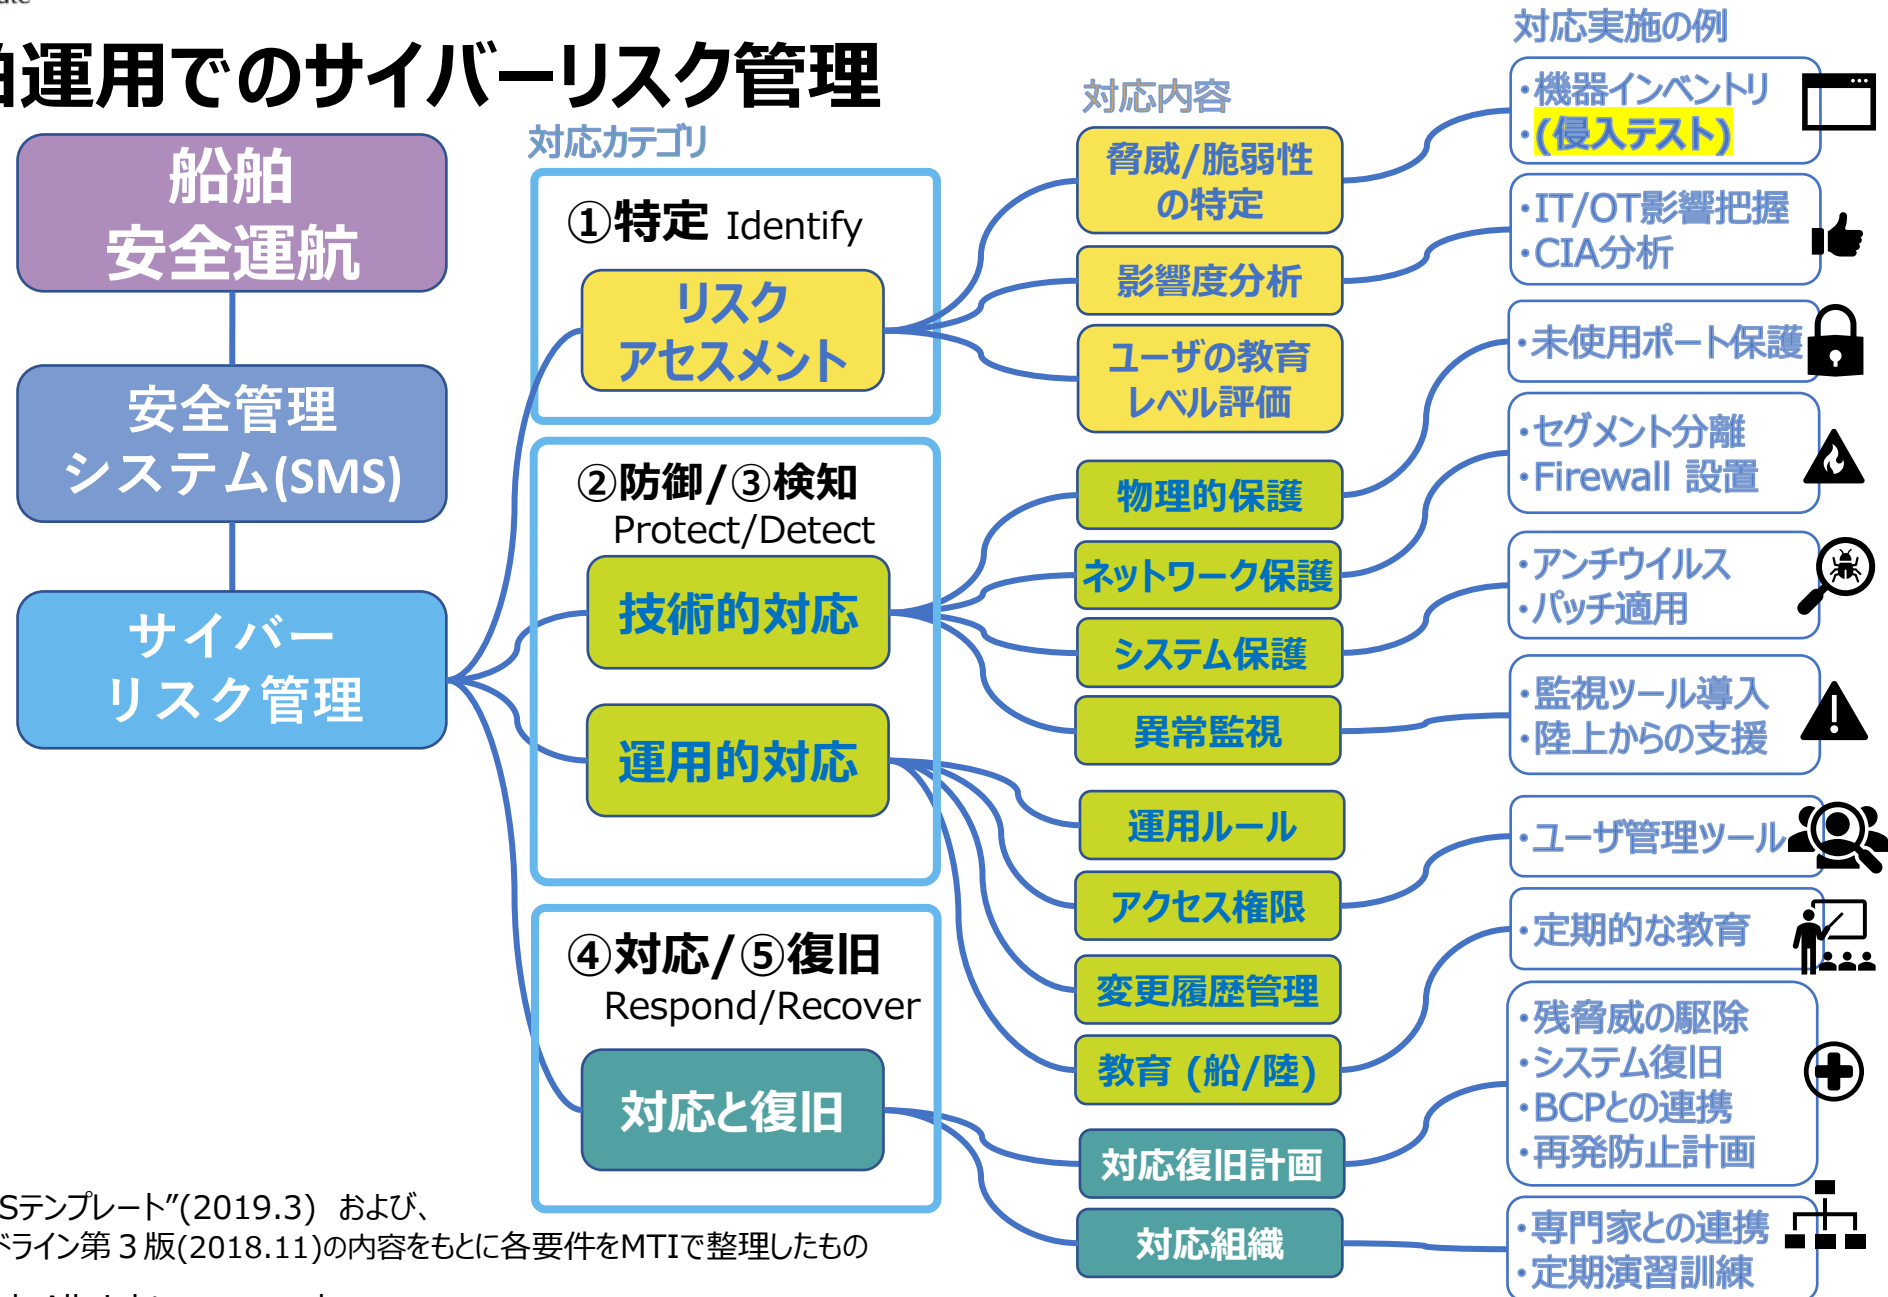 運用でのサイバーリスク管理
船舶
安全運航
安全管理
システム(SMS)
サイバー
リスク管理
対応カテゴリ
①特定 Identify
リスク
アセスメント
②防御/③検知
Protect/Detect
技術的対応
運用的対応
④対応/⑤復旧
Respond/Recover
対応と復旧
対応内容
脅威/脆弱性
の特定
影響度分析
ユーザの教育
レベル評価
物理的保護
ネットワーク保護
システム保護
異常監視
運用ルール
アクセス権限
変更履歴管理
教育 (船/陸)
対応復旧計画
対応組織
対応実施の例
・機器インベントリ
・(侵入テスト)
・IT/OT影響把握
・CIA分析
・未使用ポート保護
・セグメント分離
・Firewall 設置
・アンチウイルス
・パッチ適用
・監視ツール導入
・陸上からの支援
・ユーザ管理ツール
・定期的な教育
・残脅威の駆除
・システム復旧
・BCPとの連携
・再発防止計画
・専門家との連携
・定期演習訓練
Sテンプレート”(2019.3) および、
ドライン第３版(2018.11)の内容をもとに各要件をMTIで整理したもの